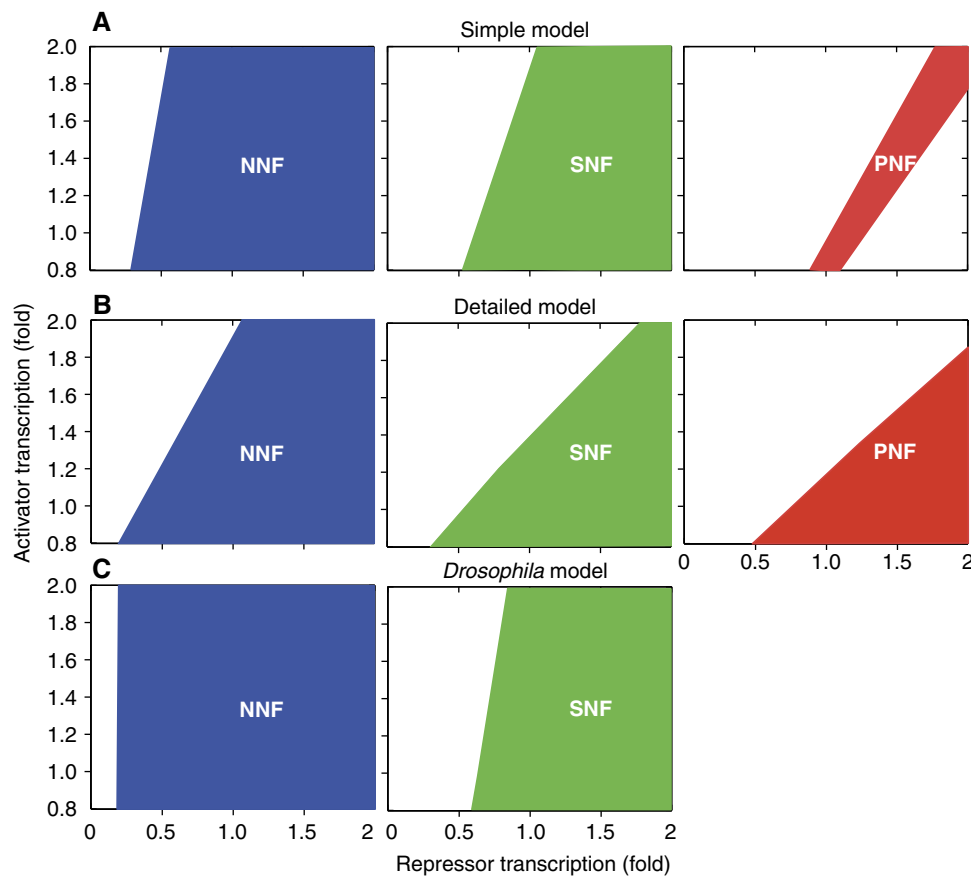 A
Simple model
2.0
1.8
1.6
1.4
1.2
1.0
0.8
NNF
SNF
PNF
B
Detailed model
2.0
1.8
1.6
1.4
1.2
1.0
0.8
NNF
SNF
PNF
0 0.5 1.0 1.5 2
C
Drosophila model
2.0
1.8
1.6
1.4
1.2
1.0
0.8
NNF
SNF
0 0.5 1.0 1.5 2
0 0.5 1.0 1.5 2
Activator transcription (fold)
Repressor transcription (fold)